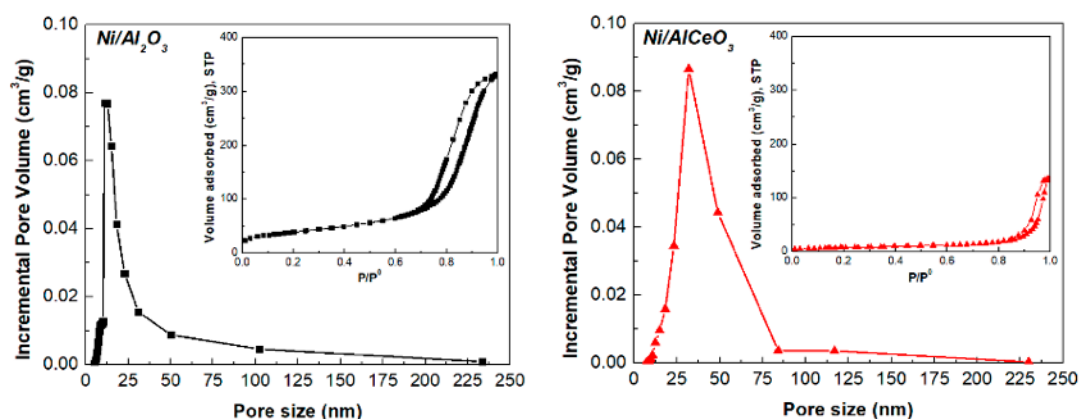 Ni/Al₂O₃
Incremental Pore Volume (cm³/g)
0.10
0.08
0.06
0.04
0.02
0.00
0 25 50 75 100 125 150 175 200 225 250
Pore size (nm)
Volume adsorbed (cm³/g), STP
400
300
200
100
0
0.0 0.2 0.4 0.6 0.8 1.0
P/P⁰
Ni/AlCeO₃
Incremental Pore Volume (cm³/g)
0.10
0.08
0.06
0.04
0.02
0.00
0 25 50 75 100 125 150 175 200 225 250
Pore size (nm)
Volume adsorbed (cm³/g), STP
400
300
200
100
0
0.0 0.2 0.4 0.6 0.8 1.0
P/P⁰